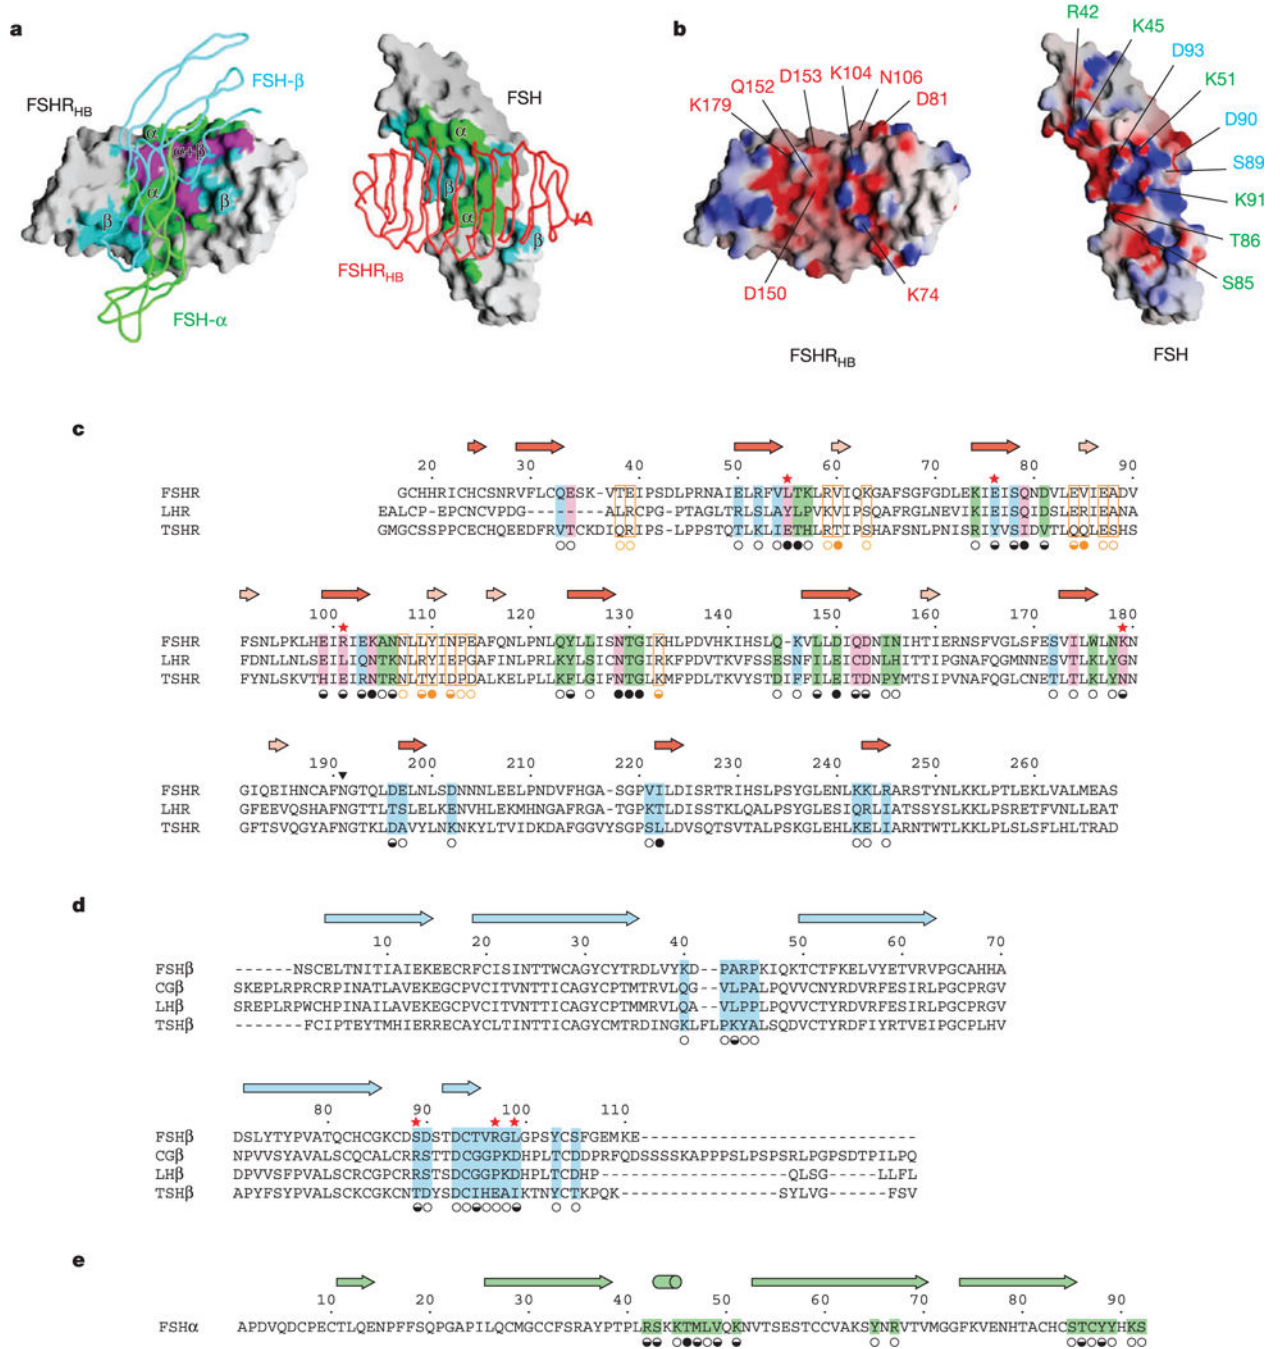 a
b
FSHR_HB
FSH-β
α
α+β
α
β
β
FSH-α
FSH
α
β
α
β
FSHR_HB
K179
Q152
D153
K104
N106
D81
D150
K74
FSHR_HB
R42
K45
D93
K51
D90
S89
K91
T86
S85
FSH
c
20 30 40 50 60 70 80 90
FSHR GCHHRICHCSNRVFLCQESK-VTEIPSDLPRNAIELRFVLTKLRVIQKGAFSGFGDLEKIEISQNDVLEVIEADV
LHR EALCP-EPCNCVPDG-----ALRCPG-PTAGLTRLSLAYLPVKVIPSQAFRGLNEVIKIEISQIDSLERIEANA
TSHR GMGCSSPPCECHQEEDFRVTCKDIQRIPS-LPPSTQTLKLIETHLRTIPSHAFSNLPNISRIYVSIDVTLQQLESHS
100 110 120 130 140 150 160 170 180
FSHR FSNLPKLHEIRIEKANNLLYINPEAFQNLPNLQYLLISNTGIKHLPDVHKIHSLQ-KVLLDIQDNINIHTIERNSFVGLSFESVTLWLNKN
LHR FDNLLNLSEILIQNTKNLRYIEPGAFINLPRLKYLSICNTGIRKFPDVTKVFSSESNFILEICDNLHITTIPGNAFQGMNNESVTLKLYGN
TSHR FYNLSKVTHIEIRNTRNLTYIDPDALKELPLLKFLGIFNTGLKMFPDLTKVYSTDIFFILEITDNPYMTSIPVNAFQGLCNETLTLKLYNN
190 200 210 220 230 240 250 260
FSHR GIQEIHNCAFNGTQLDELNLSDNNNLEELPNDVFHGA-SGPVILDISRTRIHSLPSYGLENLKKLRARSTYNLKKLPTLEKLVALMEAS
LHR GFEEVQSHAFNGTTLTSLELKENVHLEKMHNGAFRGA-TGPKTLDISSTKLQALPSYGLESIQRLIATSSYSLKKLPSRETFVNLLEAT
TSHR GFTSVQGYAFNGTKLDAVYLNKNKYLTVIDKDAFGGVYSGPSLLDVSQTSVTALPSKGLEHLKELIARNTWTLKKLPLSLSFLHLTRAD
d
10 20 30 40 50 60 70
FSHβ ------NSCELTNITIAIEKEECRFCISINTTWCAGYCYTRDLVYKD--PARPKIQKTCTFKELVYETVRVPGCAHHA
CGβ SKEPLRPRCRPINATLAVEKEGCPVCITVNTTICAGYCPTMTRVLQG--VLPALPQVVCNYRDVRFESIRLPGCPRGV
LHβ SREPLRPWCHPINAILAVEKEGCPVCITVNTTICAGYCPTMMRVLQA--VLPPLPQVVCTYRDVRFESIRLPGCPRGV
TSHβ -------FCIPTEYTMHIERRECAYCLTINTTICAGYCMTRDINGKLFLPKYALSQDVCTYRDFIYRTVEIPGCPLHV
80 90 100 110
FSHβ DSLYTYPVATQCHCGKCDSDSTDCTVRGLGPSYCSFGEMKE----------------------------
CGβ NPVVSYAVALSCQCALCRRSTTDCGGPKDHPLTCDDPRFQDSSSSKAPPPSLPSPSRLPGPSDTPILPQ
LHβ DPVVSFPVALSCRCGPCRRSTSDCGGPKDHPLTCDHP-------------------QLSG-----LLFL
TSHβ APYFSYPVALSCKCGKCNTDYSDCIHEAIKTNYCTKPQK----------------SYLVG------FSV
e
10 20 30 40 50 60 70 80 90
FSHα APDVQDCPECTLQENPFFSQPGAPILQCMGCCFSRAYPTPLRSKKTMLVQKNVTSESTCCVAKSYNRVTVMGGFKVENHTACHCSTCYYHKS